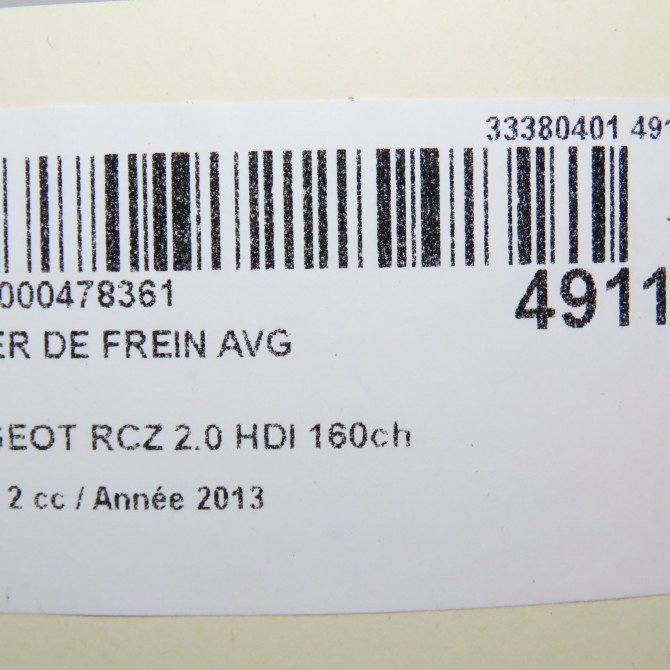 33380401 491
000478361
4911
ER DE FREIN AVG
GEOT RCZ 2.0 HDI 160ch
2 cc / Année 2013